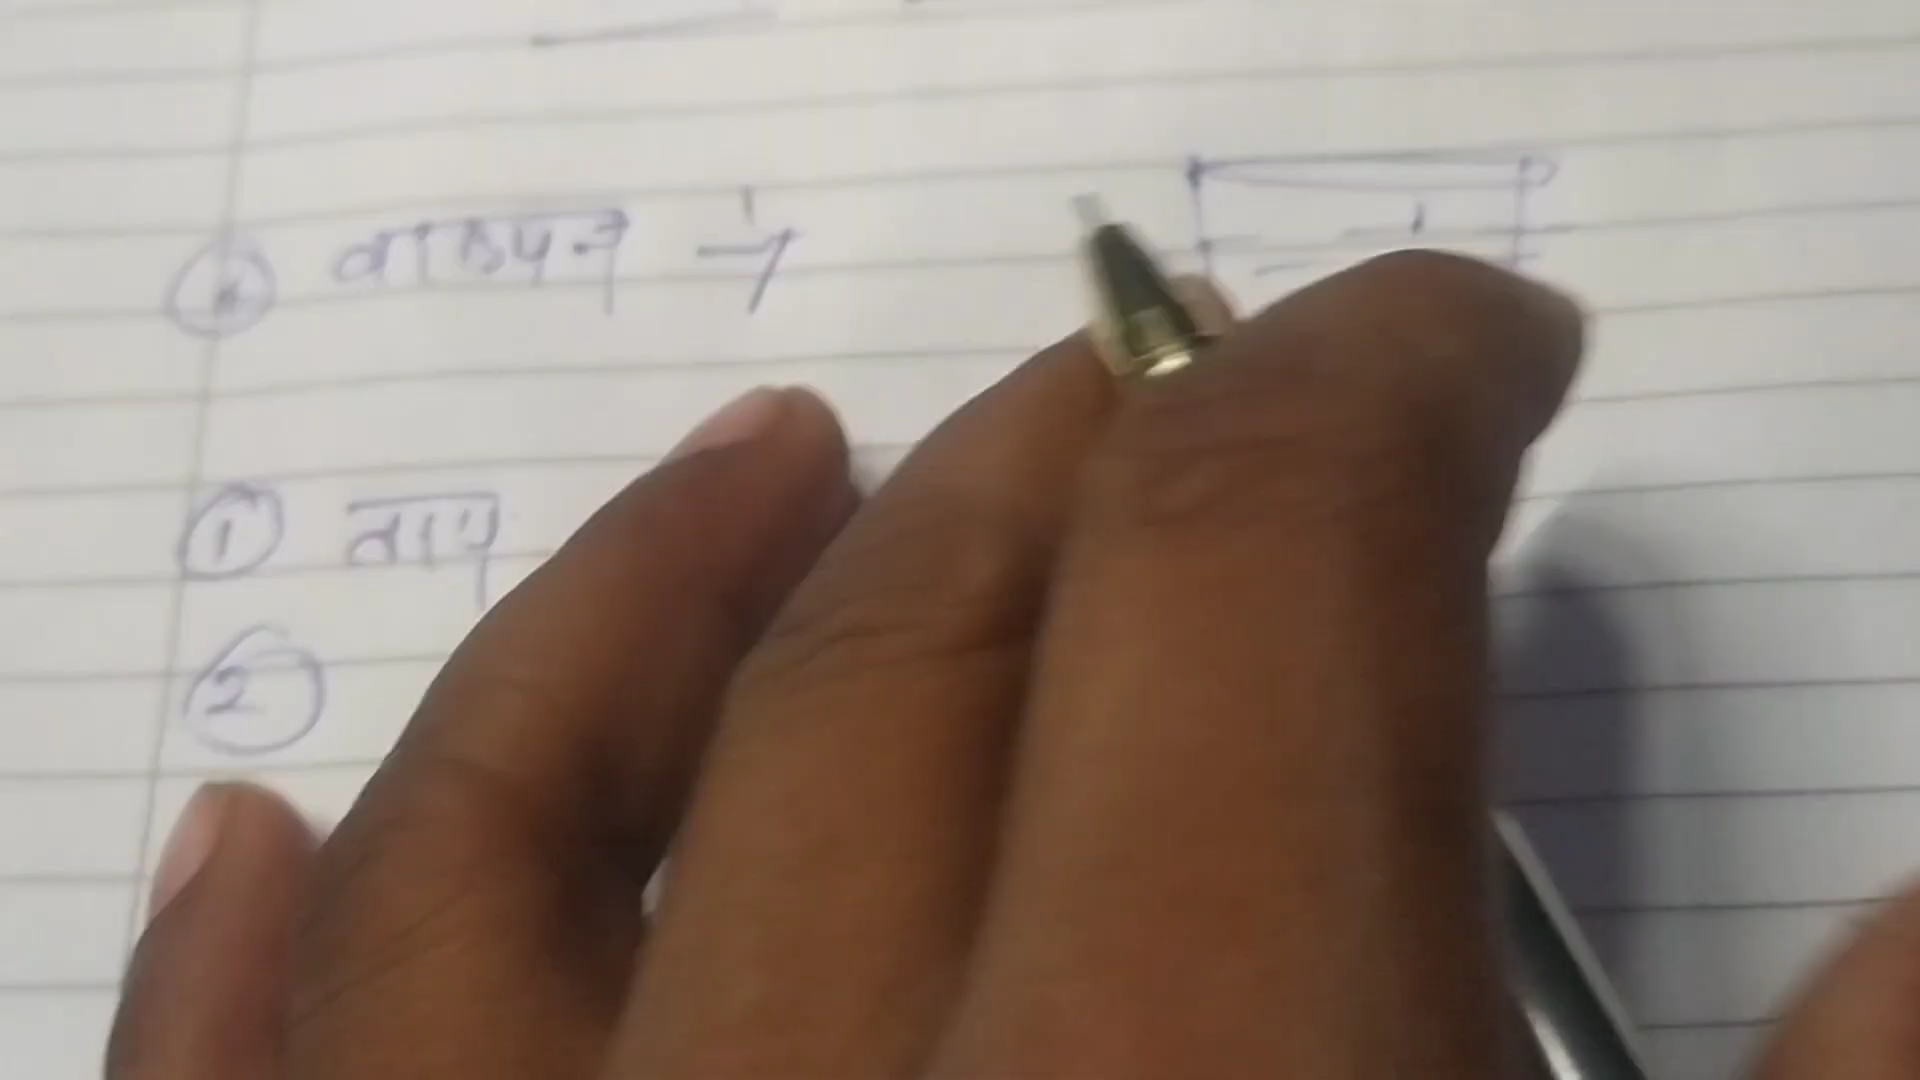 वाष्पन →
① ताप
②